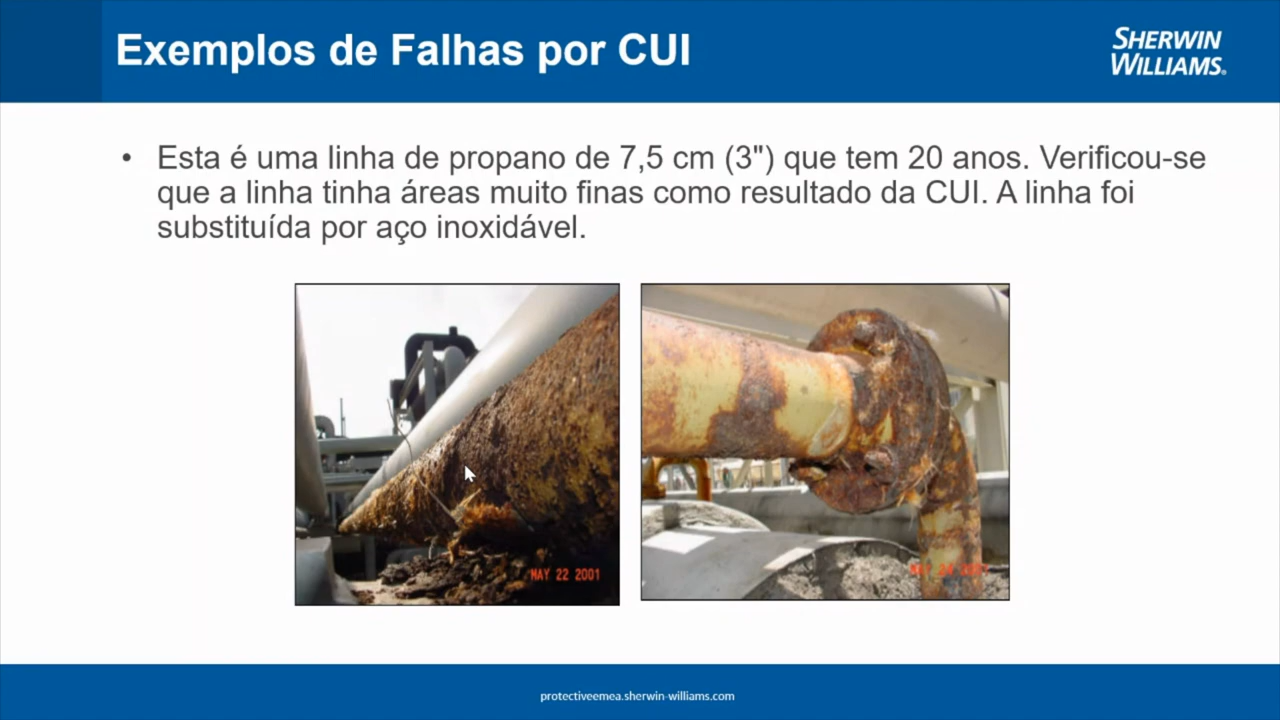 Exemplos de Falhas por CUI
SHERWIN
WILLIAMS.
• Esta é uma linha de propano de 7,5 cm (3") que tem 20 anos. Verificou-se
que a linha tinha áreas muito finas como resultado da CUI. A linha foi
substituída por aço inoxidável.
MAY 22 2001
protectiveemea.sherwin-williams.com